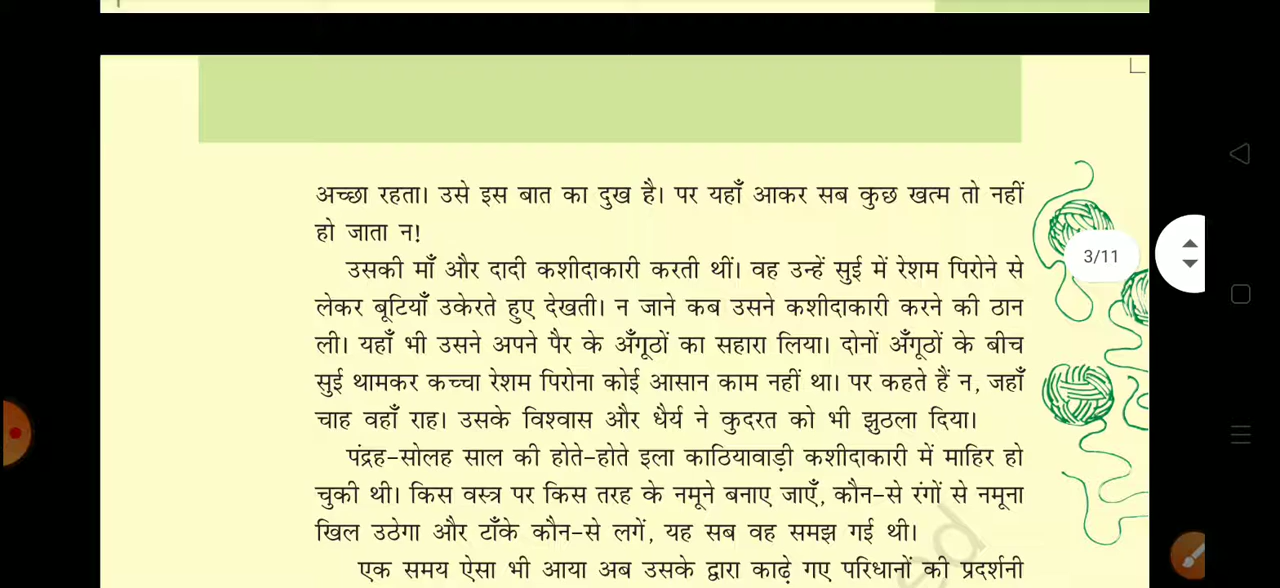 अच्छा रहता। उसे इस बात का दुख है। पर यहाँ आकर सब कुछ खत्म तो नहीं
हो जाता न!
3/11
उसकी माँ और दादी कशीदाकारी करती थीं। वह उन्हें सुई में रेशम पिरोने से
लेकर बूटियाँ उकेरते हुए देखती। न जाने कब उसने कशीदाकारी करने की ठान
ली। यहाँ भी उसने अपने पैर के अँगूठों का सहारा लिया। दोनों अँगूठों के बीच
सुई थामकर कच्चा रेशम पिरोना कोई आसान काम नहीं था। पर कहते हैं न, जहाँ
चाह वहाँ राह। उसके विश्वास और धैर्य ने कुदरत को भी झुठला दिया।
पंद्रह-सोलह साल की होते-होते इला काठियावाड़ी कशीदाकारी में माहिर हो
चुकी थी। किस वस्त्र पर किस तरह के नमूने बनाए जाएँ, कौन-से रंगों से नमूना
खिल उठेगा और टाँके कौन-से लगें, यह सब वह समझ गई थी।
एक समय ऐसा भी आया अब उसके द्वारा काढ़े गए परिधानों की प्रदर्शनी